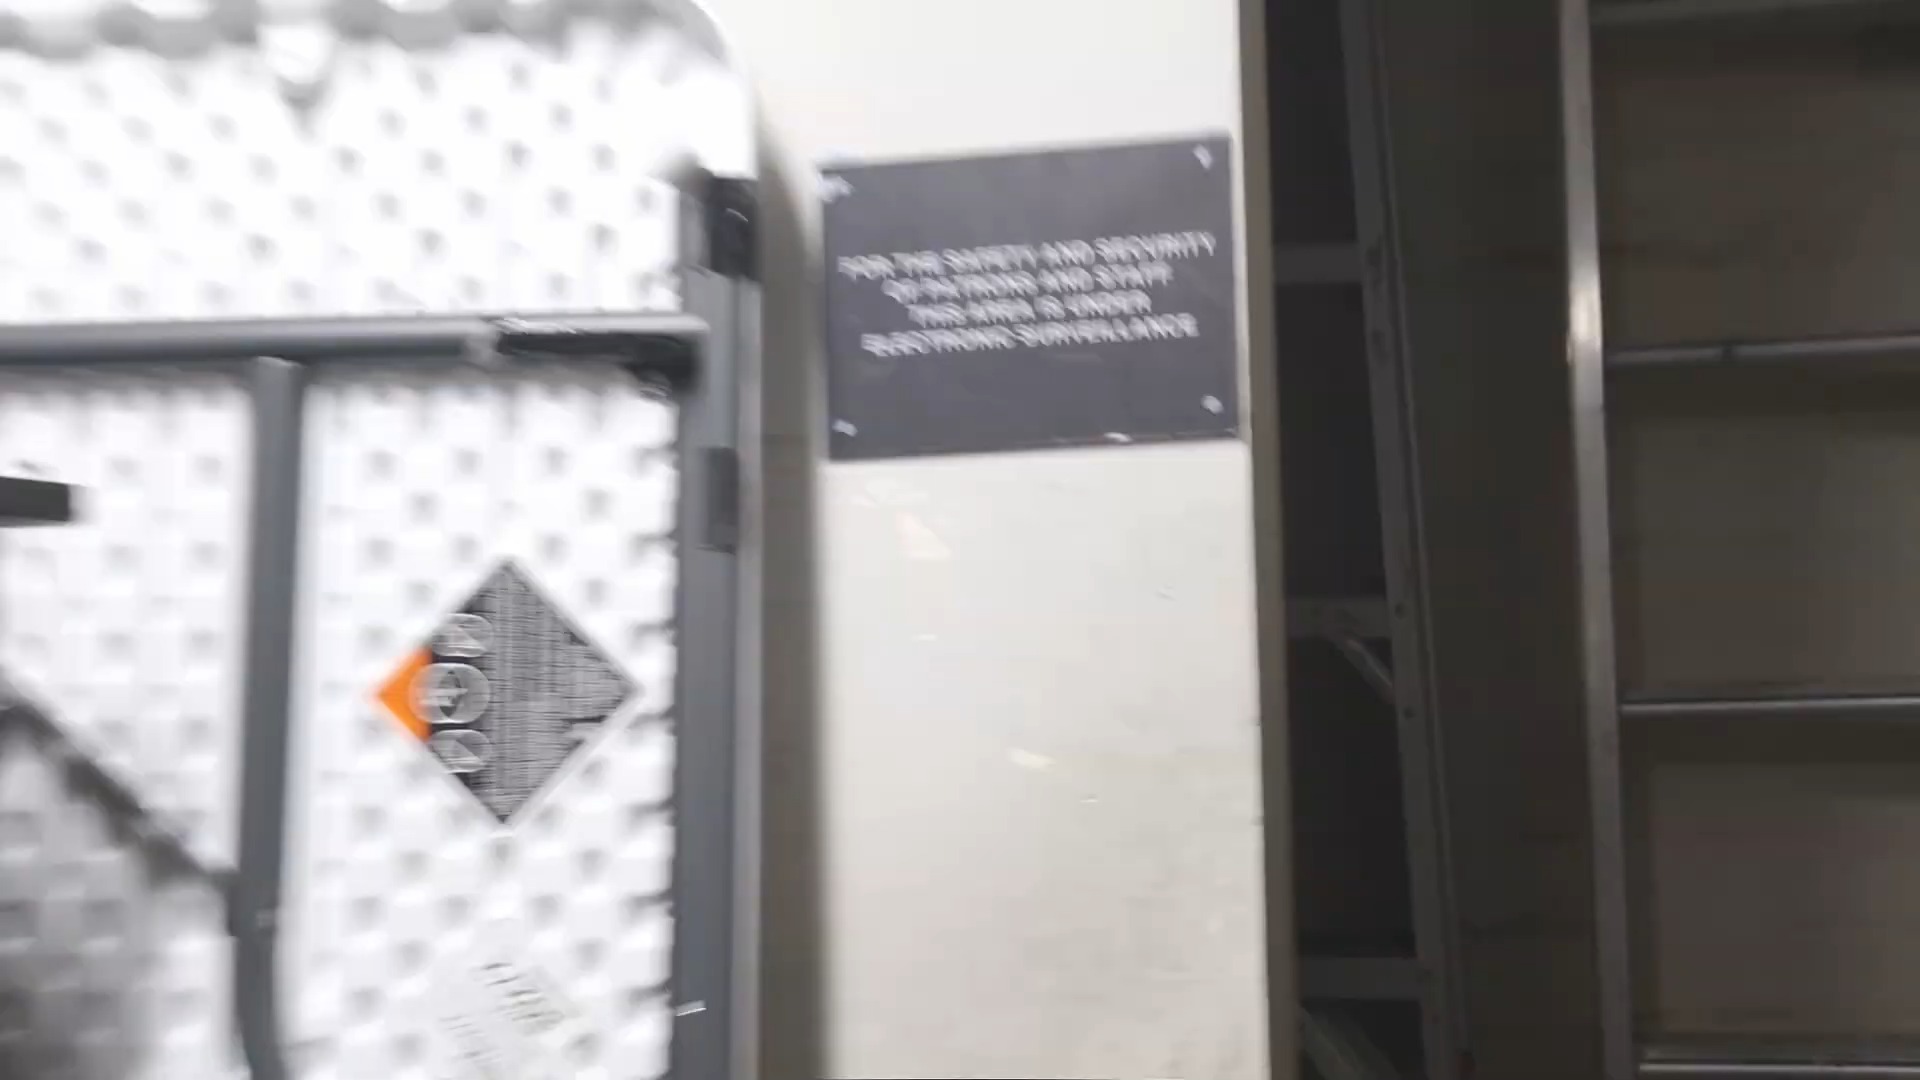 FOR THE SAFETY AND SECURITY
OF PATRONS AND STAFF
THIS AREA IS UNDER
ELECTRONIC SURVEILLANCE